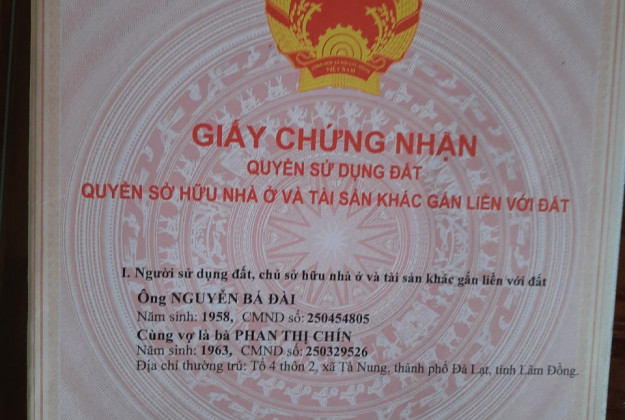 VIỆT NAM
GIẤY CHỨNG NHẬN
QUYỀN SỬ DỤNG ĐẤT
QUYỀN SỞ HỮU NHÀ Ở VÀ TÀI SẢN KHÁC GẮN LIỀN VỚI ĐẤT
I. Người sử dụng đất, chủ sở hữu nhà ở và tài sản khác gắn liền với đất
Ông NGUYỄN BÁ ĐÀI
Năm sinh: 1958, CMND số: 250454805
Cùng vợ là bà PHAN THỊ CHÍN
Năm sinh: 1963, CMND số: 250329526
Địa chỉ thường trú: Tổ 4 thôn 2, xã Tà Nung, thành phố Đà Lạt, tỉnh Lâm Đồng.